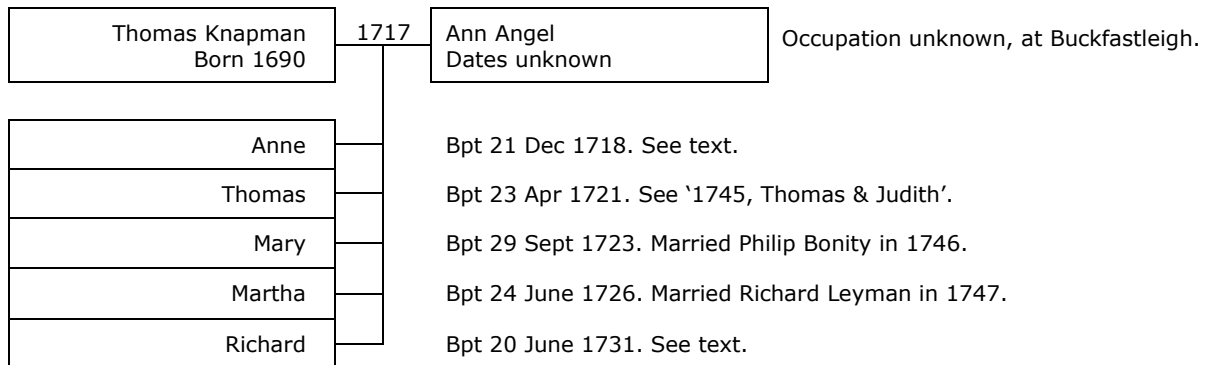 Thomas Knapman 1717 Ann Angel Occupation unknown, at Buckfastleigh.
Born 1690 Dates unknown
Anne Bpt 21 Dec 1718. See text.
Thomas Bpt 23 Apr 1721. See ‘1745, Thomas & Judith’.
Mary Bpt 29 Sept 1723. Married Philip Bonity in 1746.
Martha Bpt 24 June 1726. Married Richard Leyman in 1747.
Richard Bpt 20 June 1731. See text.